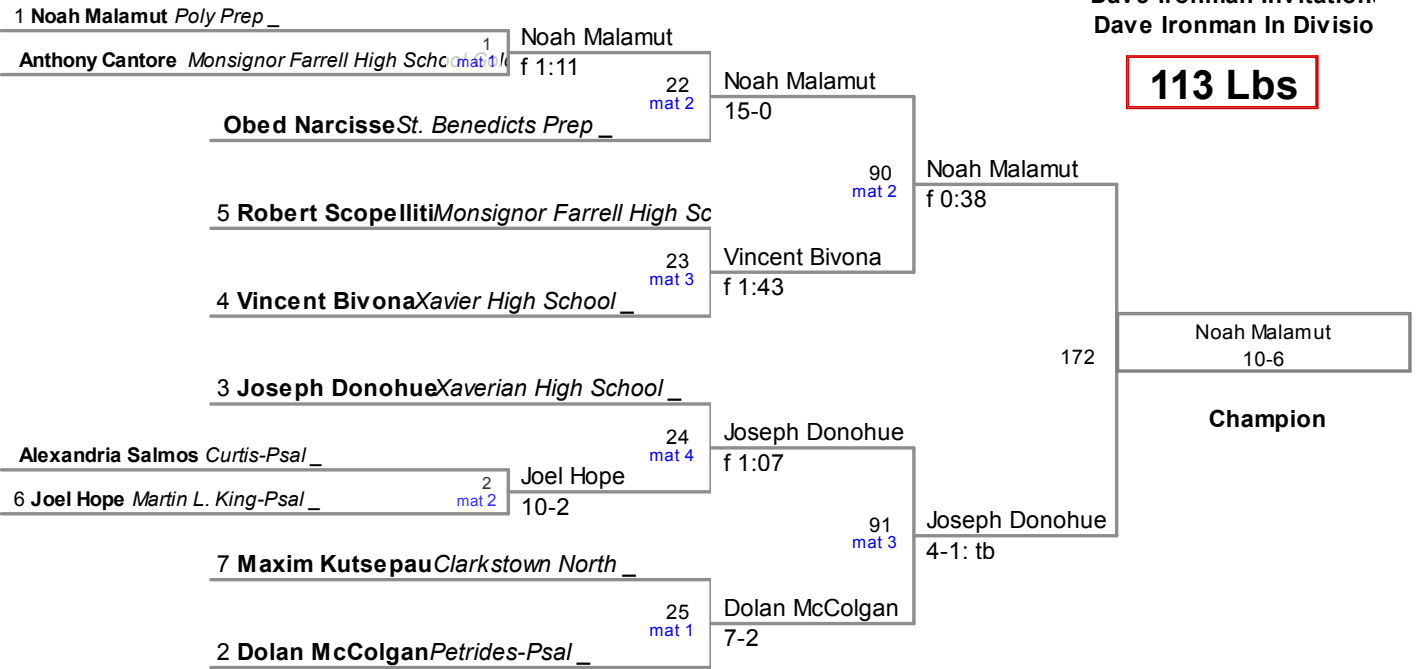 Dave Ironman Invitation
Dave Ironman In Divisio
113 Lbs
1 Noah Malamut Poly Prep _
1
mat 1
Anthony Cantore Monsignor Farrell High School
Noah Malamut
f 1:11
22
mat 2
Obed Narcisse St. Benedicts Prep _
Noah Malamut
15-0
90
mat 2
5 Robert Scopelliti Monsignor Farrell High Sc
23
mat 3
4 Vincent Bivona Xavier High School _
Vincent Bivona
f 1:43
Noah Malamut
f 0:38
172
Noah Malamut
10-6
Champion
3 Joseph Donohue Xaverian High School _
24
mat 4
Alexandria Salmos Curtis-Psal _
2
mat 2
6 Joel Hope Martin L. King-Psal _
Joel Hope
10-2
Joseph Donohue
f 1:07
91
mat 3
7 Maxim Kutsepau Clarkstown North _
25
mat 1
2 Dolan McColgan Petrides-Psal _
Dolan McColgan
7-2
Joseph Donohue
4-1: tb